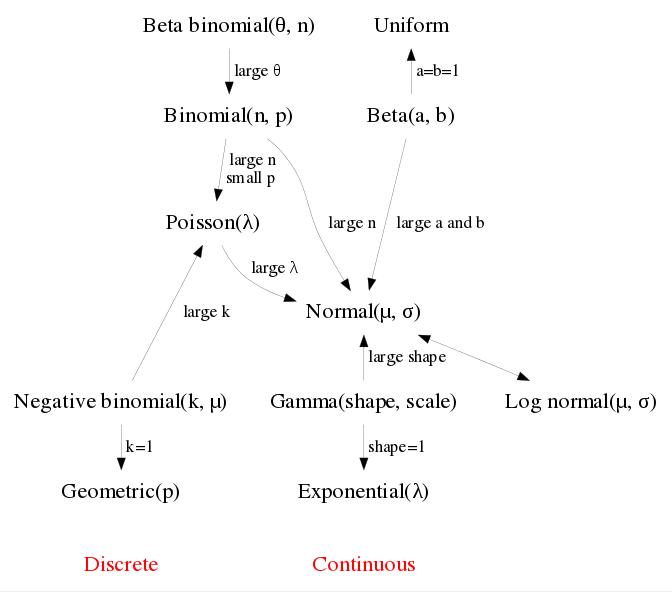 Beta binomial(θ, n)
Uniform
large θ
a=b=1
Binomial(n, p)
Beta(a, b)
large n
small p
Poisson(λ)
large n
large a and b
large λ
large k
Normal(μ, σ)
large shape
Negative binomial(k, μ)
Gamma(shape, scale)
Log normal(μ, σ)
k=1
shape=1
Geometric(p)
Exponential(λ)
Discrete
Continuous